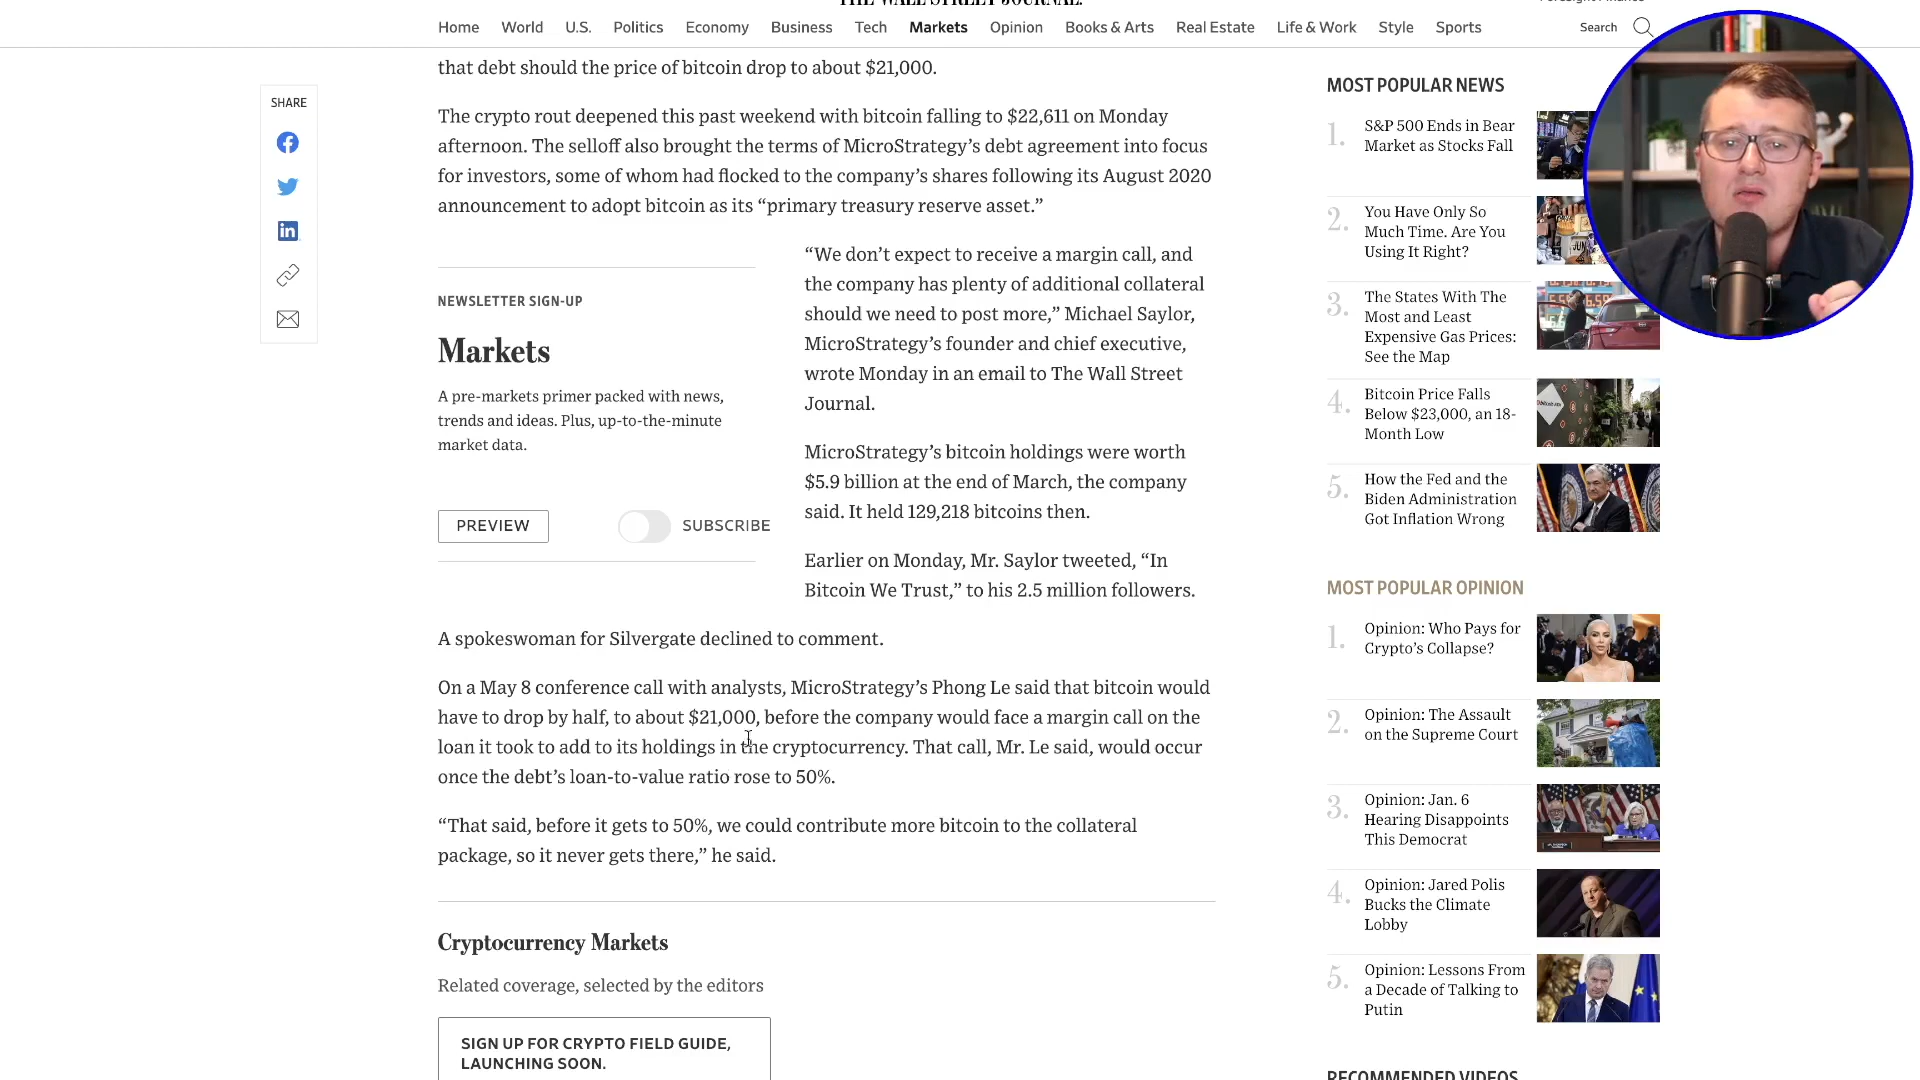 THE WALL STREET JOURNAL.
Home World U.S. Politics Economy Business Tech Markets Opinion Books & Arts Real Estate Life & Work Style Sports
Search
SHARE
that debt should the price of bitcoin drop to about $21,000.
The crypto rout deepened this past weekend with bitcoin falling to $22,611 on Monday
afternoon. The selloff also brought the terms of MicroStrategy’s debt agreement into focus
for investors, some of whom had flocked to the company’s shares following its August 2020
announcement to adopt bitcoin as its “primary treasury reserve asset.”
NEWSLETTER SIGN-UP
Markets
A pre-markets primer packed with news,
trends and ideas. Plus, up-to-the-minute
market data.
PREVIEW
SUBSCRIBE
“We don’t expect to receive a margin call, and
the company has plenty of additional collateral
should we need to post more,” Michael Saylor,
MicroStrategy’s founder and chief executive,
wrote Monday in an email to The Wall Street
Journal.
MicroStrategy’s bitcoin holdings were worth
$5.9 billion at the end of March, the company
said. It held 129,218 bitcoins then.
Earlier on Monday, Mr. Saylor tweeted, “In
Bitcoin We Trust,” to his 2.5 million followers.
A spokeswoman for Silvergate declined to comment.
On a May 8 conference call with analysts, MicroStrategy’s Phong Le said that bitcoin would
have to drop by half, to about $21,000, before the company would face a margin call on the
loan it took to add to its holdings in the cryptocurrency. That call, Mr. Le said, would occur
once the debt’s loan-to-value ratio rose to 50%.
“That said, before it gets to 50%, we could contribute more bitcoin to the collateral
package, so it never gets there,” he said.
Cryptocurrency Markets
Related coverage, selected by the editors
SIGN UP FOR CRYPTO FIELD GUIDE,
LAUNCHING SOON.
MOST POPULAR NEWS
1. S&P 500 Ends in Bear
Market as Stocks Fall
2. You Have Only So
Much Time. Are You
Using It Right?
3. The States With The
Most and Least
Expensive Gas Prices:
See the Map
4. Bitcoin Price Falls
Below $23,000, an 18-
Month Low
5. How the Fed and the
Biden Administration
Got Inflation Wrong
MOST POPULAR OPINION
1. Opinion: Who Pays for
Crypto’s Collapse?
2. Opinion: The Assault
on the Supreme Court
3. Opinion: Jan. 6
Hearing Disappoints
This Democrat
4. Opinion: Jared Polis
Bucks the Climate
Lobby
5. Opinion: Lessons From
a Decade of Talking to
Putin
RECOMMENDED VIDEOS